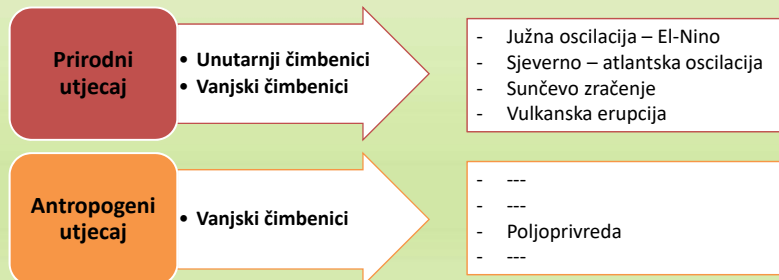 Prirodni
utjecaj
• Unutarnji čimbenici
• Vanjski čimbenici
- Južna oscilacija – El-Nino
- Sjeverno – atlantska oscilacija
- Sunčevo zračenje
- Vulkanska erupcija
Antropogeni
utjecaj
• Vanjski čimbenici
- ---
- ---
- Poljoprivreda
- ---